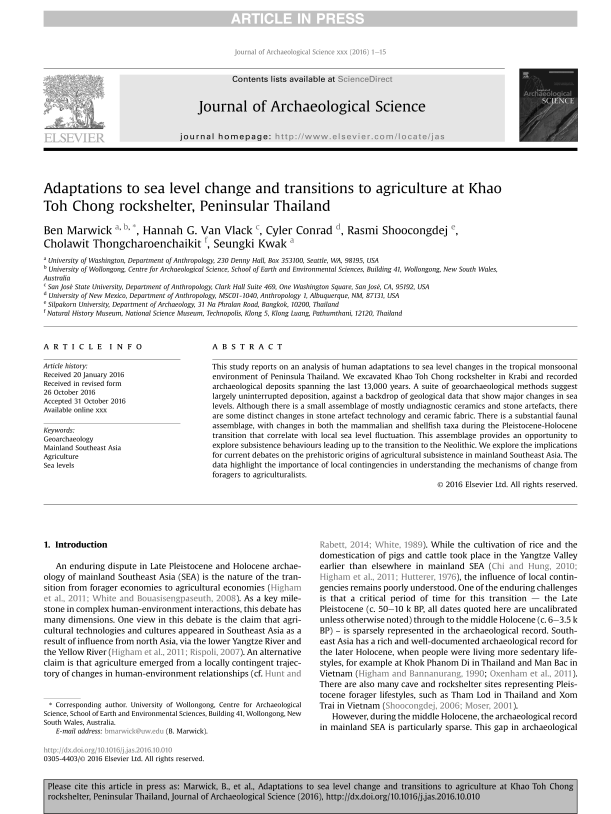 ARTICLE IN PRESS
Journal of Archaeological Science xxx (2016) 1–15
Contents lists available at ScienceDirect
Journal of Archaeological Science
journal homepage: http://www.elsevier.com/locate/jas
ELSEVIER
Archaeological
SCIENCE
Adaptations to sea level change and transitions to agriculture at Khao
Toh Chong rockshelter, Peninsular Thailand
Ben Marwick a, b, *, Hannah G. Van Vlack c, Cyler Conrad d, Rasmi Shoocongdej e,
Cholawit Thongcharoenchaikit f, Seungki Kwak a
a University of Washington, Department of Anthropology, 230 Denny Hall, Box 353100, Seattle, WA, 98195, USA
b University of Wollongong, Centre for Archaeological Science, School of Earth and Environmental Sciences, Building 41, Wollongong, New South Wales,
Australia
c San José State University, Department of Anthropology, Clark Hall Suite 469, One Washington Square, San José, CA, 95192, USA
d University of New Mexico, Department of Anthropology, MSC01-1040, Anthropology 1, Albuquerque, NM, 87131, USA
e Silpakorn University, Department of Archaeology, 31 Na Phralan Road, Bangkok, 10200, Thailand
f Natural History Museum, National Science Museum, Technopolis, Klong 5, Klong Luang, Pathumthani, 12120, Thailand
ARTICLE INFO
Article history:
Received 20 January 2016
Received in revised form
26 October 2016
Accepted 31 October 2016
Available online xxx
Keywords:
Geoarchaeology
Mainland Southeast Asia
Agriculture
Sea levels
ABSTRACT
This study reports on an analysis of human adaptations to sea level changes in the tropical monsoonal
environment of Peninsula Thailand. We excavated Khao Toh Chong rockshelter in Krabi and recorded
archaeological deposits spanning the last 13,000 years. A suite of geoarchaeological methods suggest
largely uninterrupted deposition, against a backdrop of geological data that show major changes in sea
levels. Although there is a small assemblage of mostly undiagnostic ceramics and stone artefacts, there
are some distinct changes in stone artefact technology and ceramic fabric. There is a substantial faunal
assemblage, with changes in both the mammalian and shellfish taxa during the Pleistocene-Holocene
transition that correlate with local sea level fluctuation. This assemblage provides an opportunity to
explore subsistence behaviours leading up to the transition to the Neolithic. We explore the implications
for current debates on the prehistoric origins of agricultural subsistence in mainland Southeast Asia. The
data highlight the importance of local contingencies in understanding the mechanisms of change from
foragers to agriculturalists.
© 2016 Elsevier Ltd. All rights reserved.
1. Introduction
An enduring dispute in Late Pleistocene and Holocene archae-
ology of mainland Southeast Asia (SEA) is the nature of the tran-
sition from forager economies to agricultural economies (Higham
et al., 2011; White and Bouasisengpaseuth, 2008). As a key mile-
stone in complex human-environment interactions, this debate has
many dimensions. One view in this debate is the claim that agri-
cultural technologies and cultures appeared in Southeast Asia as a
result of influence from north Asia, via the lower Yangtze River and
the Yellow River (Higham et al., 2011; Rispoli, 2007). An alternative
claim is that agriculture emerged from a locally contingent trajec-
tory of changes in human-environment relationships (cf. Hunt and
Rabett, 2014; White, 1989). While the cultivation of rice and the
domestication of pigs and cattle took place in the Yangtze Valley
earlier than elsewhere in mainland SEA (Chi and Hung, 2010;
Higham et al., 2011; Hutterer, 1976), the influence of local contin-
gencies remains poorly understood. One of the enduring challenges
is that a critical period of time for this transition — the Late
Pleistocene (c. 50–10 k BP, all dates quoted here are uncalibrated
unless otherwise noted) through to the middle Holocene (c. 6–3.5 k
BP) – is sparsely represented in the archaeological record. South-
east Asia has a rich and well-documented archaeological record for
the later Holocene, when people were living more sedentary life-
styles, for example at Khok Phanom Di in Thailand and Man Bac in
Vietnam (Higham and Bannanurang, 1990; Oxenham et al., 2011).
There are also many cave and rockshelter sites representing Pleis-
tocene forager lifestyles, such as Tham Lod in Thailand and Xom
Trai in Vietnam (Shoocongdej, 2006; Moser, 2001).
However, during the middle Holocene, the archaeological record
in mainland SEA is particularly sparse. This gap in archaeological
* Corresponding author. University of Wollongong, Centre for Archaeological
Science, School of Earth and Environmental Sciences, Building 41, Wollongong, New
South Wales, Australia.
E-mail address: bmarwick@uw.edu (B. Marwick).
http://dx.doi.org/10.1016/j.jas.2016.10.010
0305-4403/© 2016 Elsevier Ltd. All rights reserved.
Please cite this article in press as: Marwick, B., et al., Adaptations to sea level change and transitions to agriculture at Khao Toh Chong
rockshelter, Peninsular Thailand, Journal of Archaeological Science (2016), http://dx.doi.org/10.1016/j.jas.2016.10.010